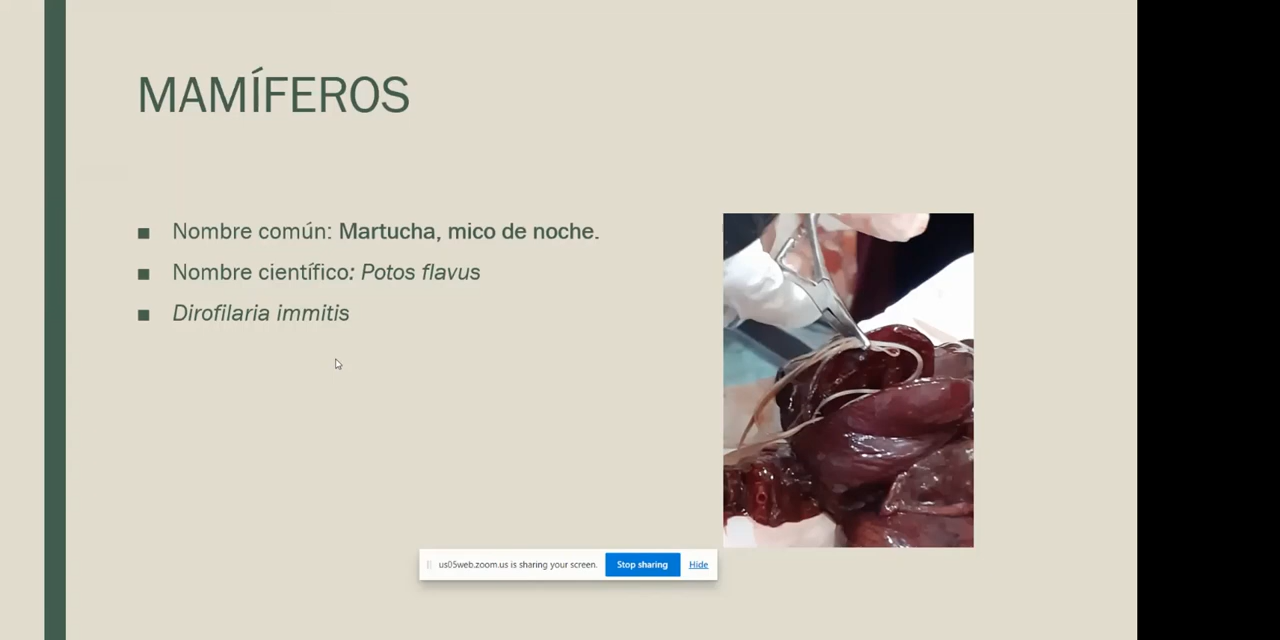 MAMÍFEROS
Nombre común: Martucha, mico de noche.
Nombre científico: Potos flavus
Dirofilaria immitis
us05web.zoom.us is sharing your screen. Stop sharing Hide